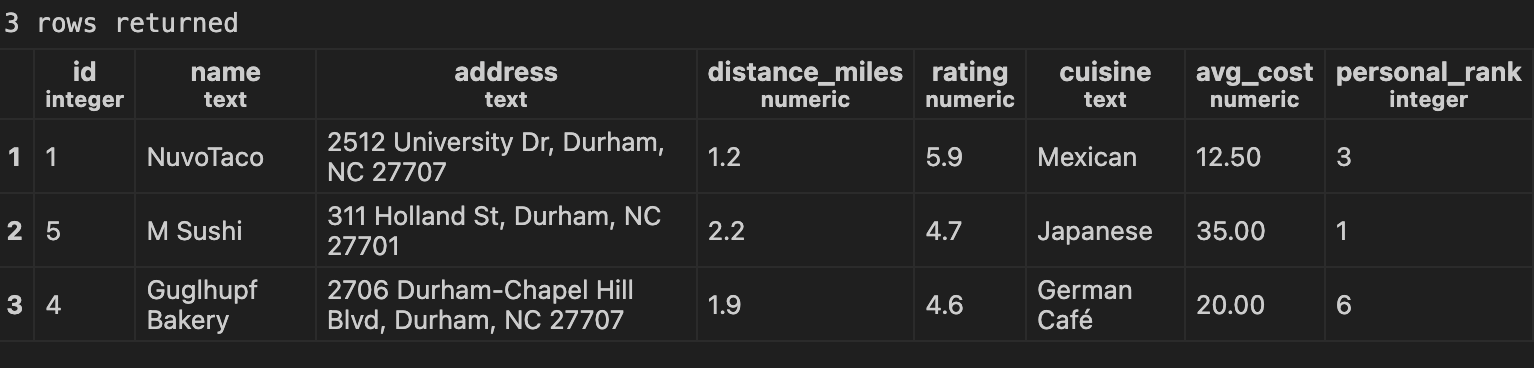 3 rows returned
id name address distance_miles rating cuisine avg_cost personal_rank
integer text text numeric numeric text numeric integer
1 1 NuvoTaco 2512 University Dr, Durham, NC 27707 1.2 5.9 Mexican 12.50 3
2 5 M Sushi 311 Holland St, Durham, NC 27701 2.2 4.7 Japanese 35.00 1
3 4 Guglhupf Bakery 2706 Durham-Chapel Hill Blvd, Durham, NC 27707 1.9 4.6 German Café 20.00 6